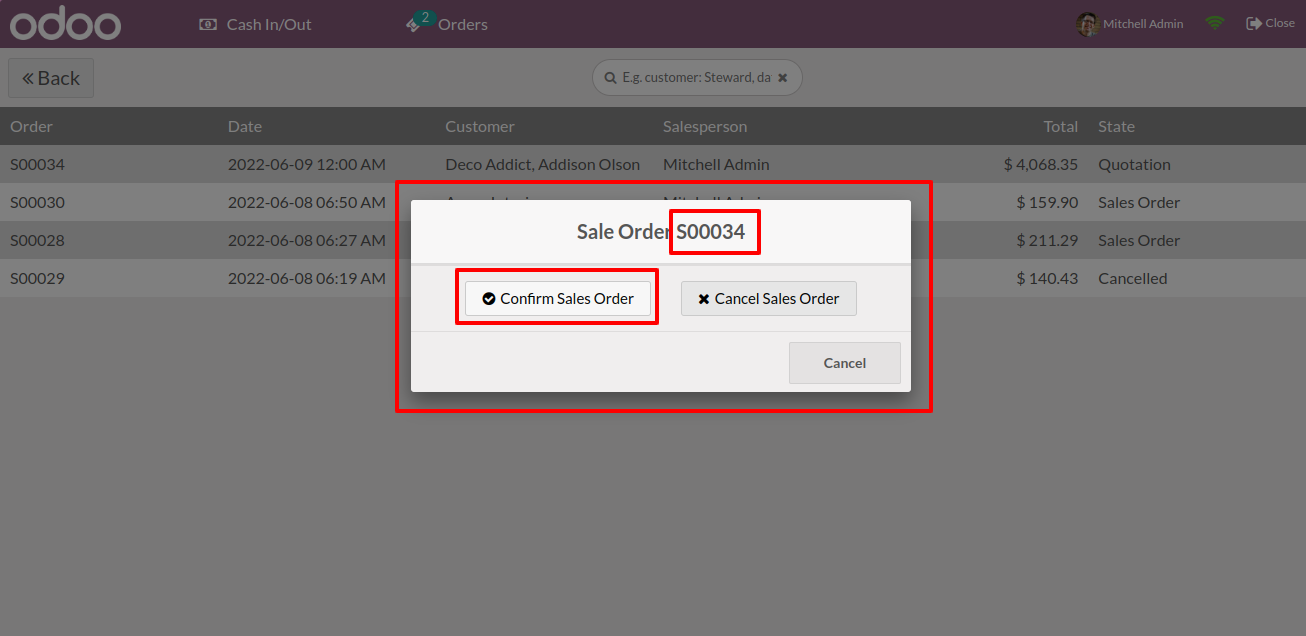 odoo Cash In/Out 2 Orders Mitchell Admin Close
Back E.g. customer: Steward, da
Order Date Customer Salesperson Total State
S00034 2022-06-09 12:00 AM Deco Addict, Addison Olson Mitchell Admin $ 4,068.35 Quotation
S00030 2022-06-08 06:50 AM $ 159.90 Sales Order
S00028 2022-06-08 06:27 AM $ 211.29 Sales Order
S00029 2022-06-08 06:19 AM $ 140.43 Cancelled
Sale Order S00034
Confirm Sales Order Cancel Sales Order
Cancel